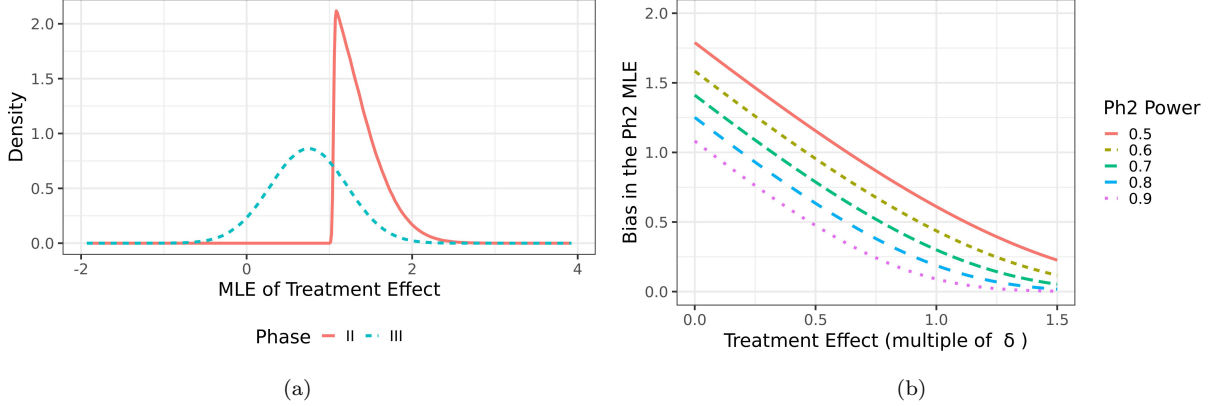 2.0
1.5
1.0
0.5
0.0
Density
-2
0
2
4
MLE of Treatment Effect
Phase II III
(a)
2.0
1.5
1.0
0.5
0.0
Bias in the Ph2 MLE
0.0
0.5
1.0
1.5
Treatment Effect (multiple of δ )
Ph2 Power
0.5
0.6
0.7
0.8
0.9
(b)